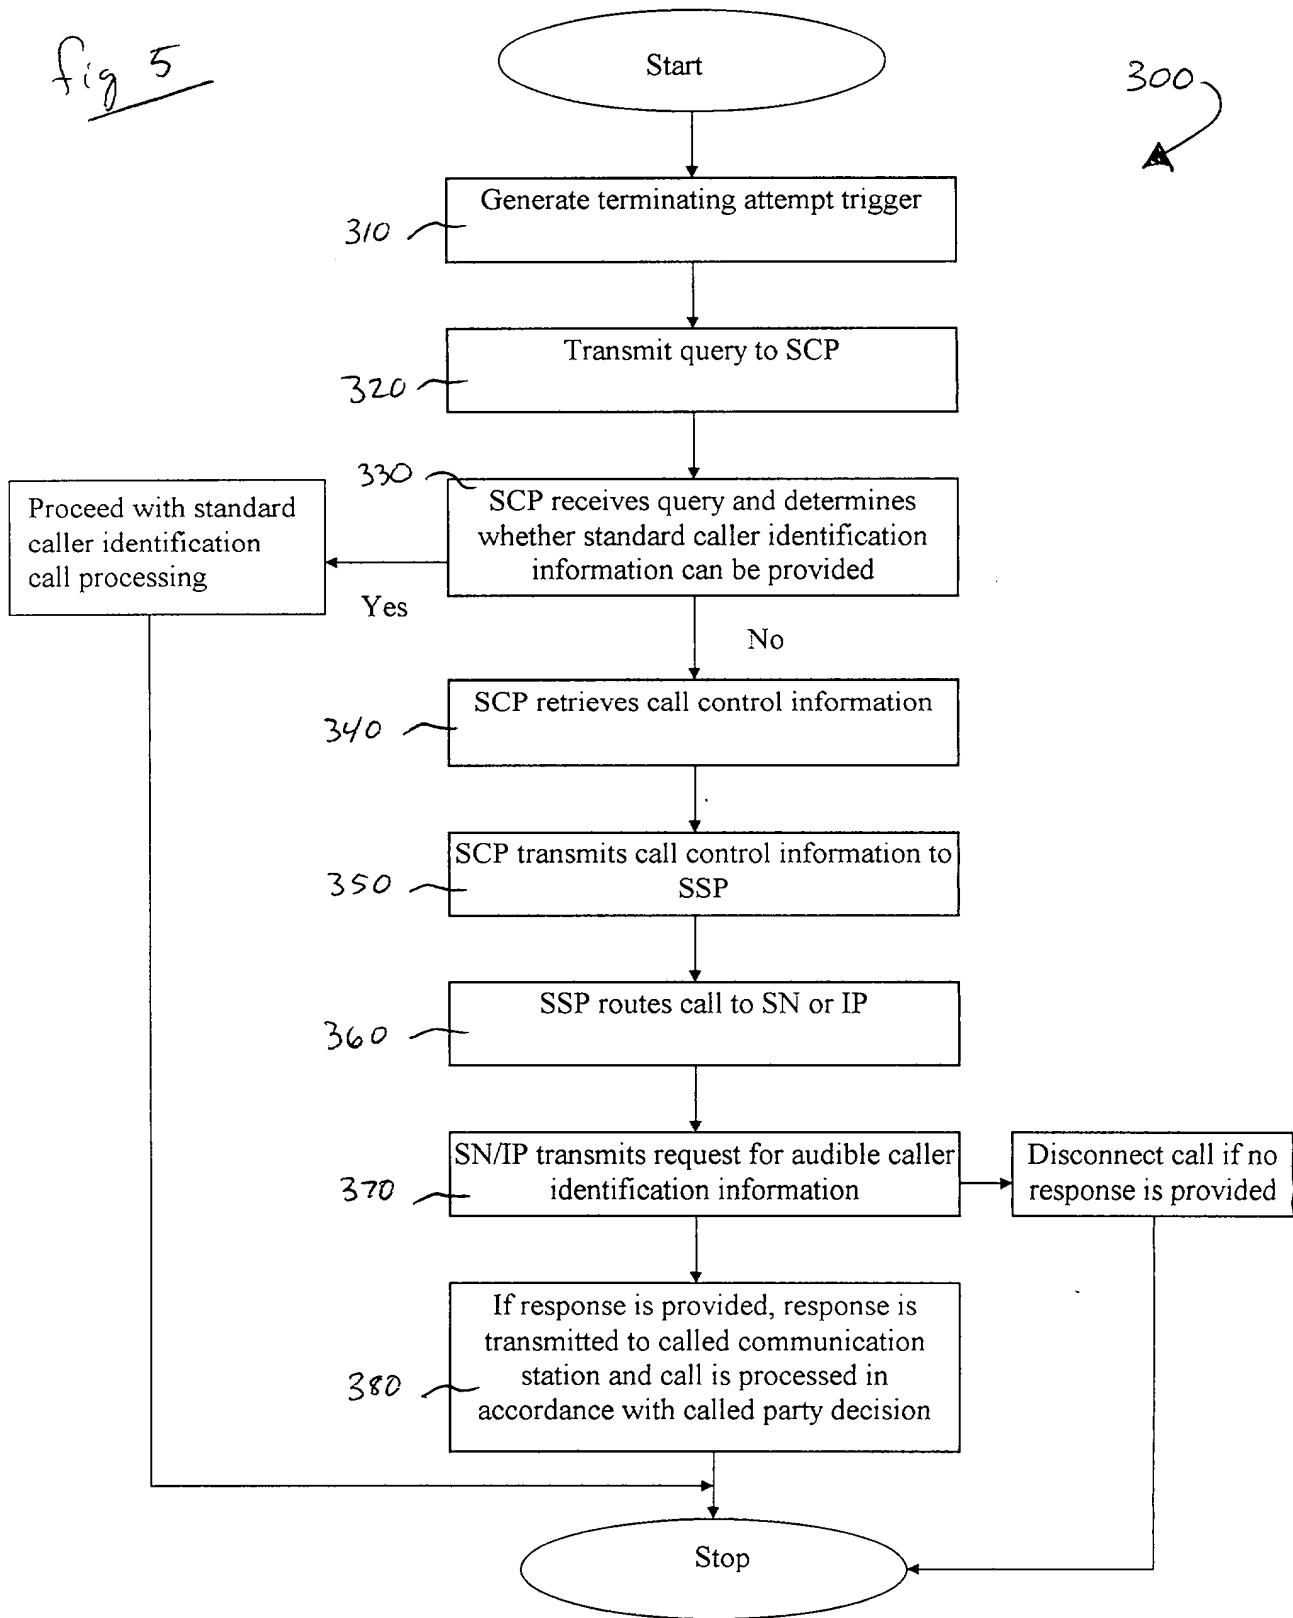 fig 5
Start
300
Generate terminating attempt trigger
310
Transmit query to SCP
320
330
SCP receives query and determines
whether standard caller identification
information can be provided
Proceed with standard
caller identification
call processing
Yes
No
SCP retrieves call control information
340
SCP transmits call control information to
SSP
350
SSP routes call to SN or IP
360
SN/IP transmits request for audible caller
identification information
370
Disconnect call if no
response is provided
If response is provided, response is
transmitted to called communication
station and call is processed in
accordance with called party decision
380
Stop